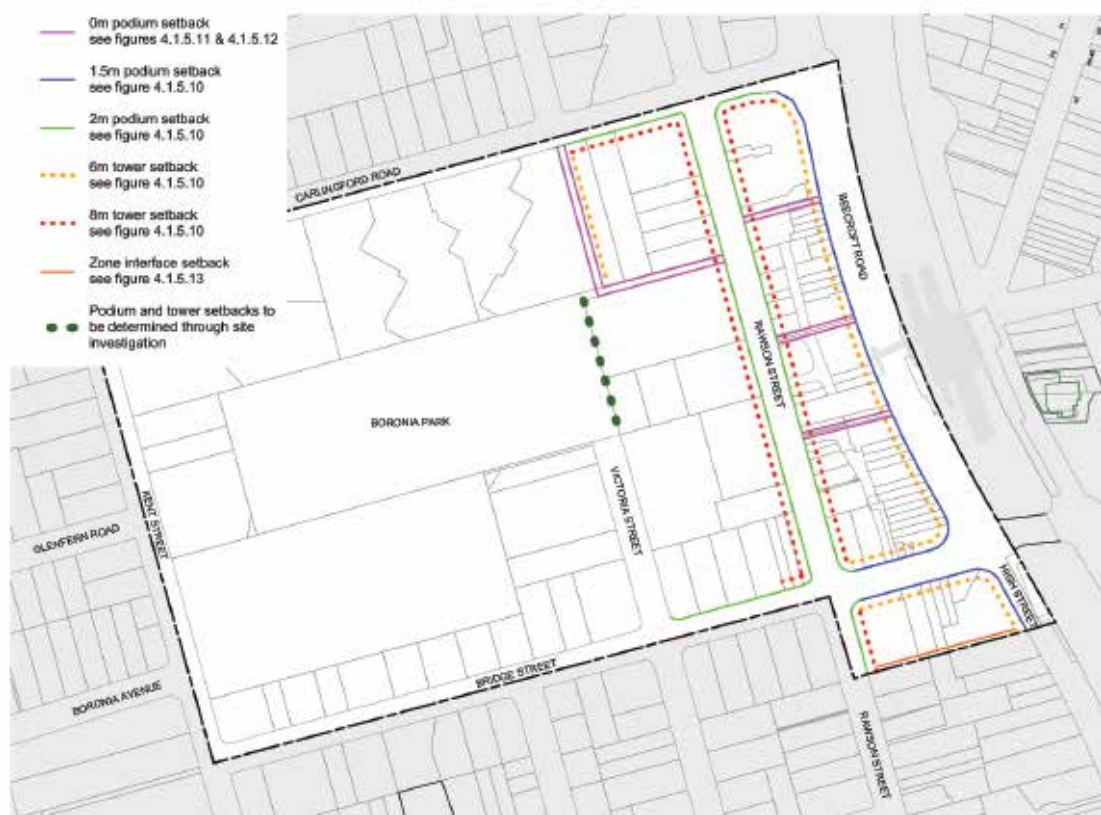 0m podium setback
see figures 4.1.5.11 & 4.1.5.12
1.5m podium setback
see figure 4.1.5.10
2m podium setback
see figure 4.1.5.10
6m tower setback
see figure 4.1.5.10
8m tower setback
see figure 4.1.5.10
Zone interface setback
see figure 4.1.5.13
Podium and tower setbacks to
be determined through site
investigation
CARLINGFORD ROAD
BEECROFT ROAD
RAWSON STREET
BORONIA PARK
VICTORIA STREET
KENT STREET
GLENFERN ROAD
HIGH STREET
BRIDGE STREET
BORONIA AVENUE
RAWSON STREET